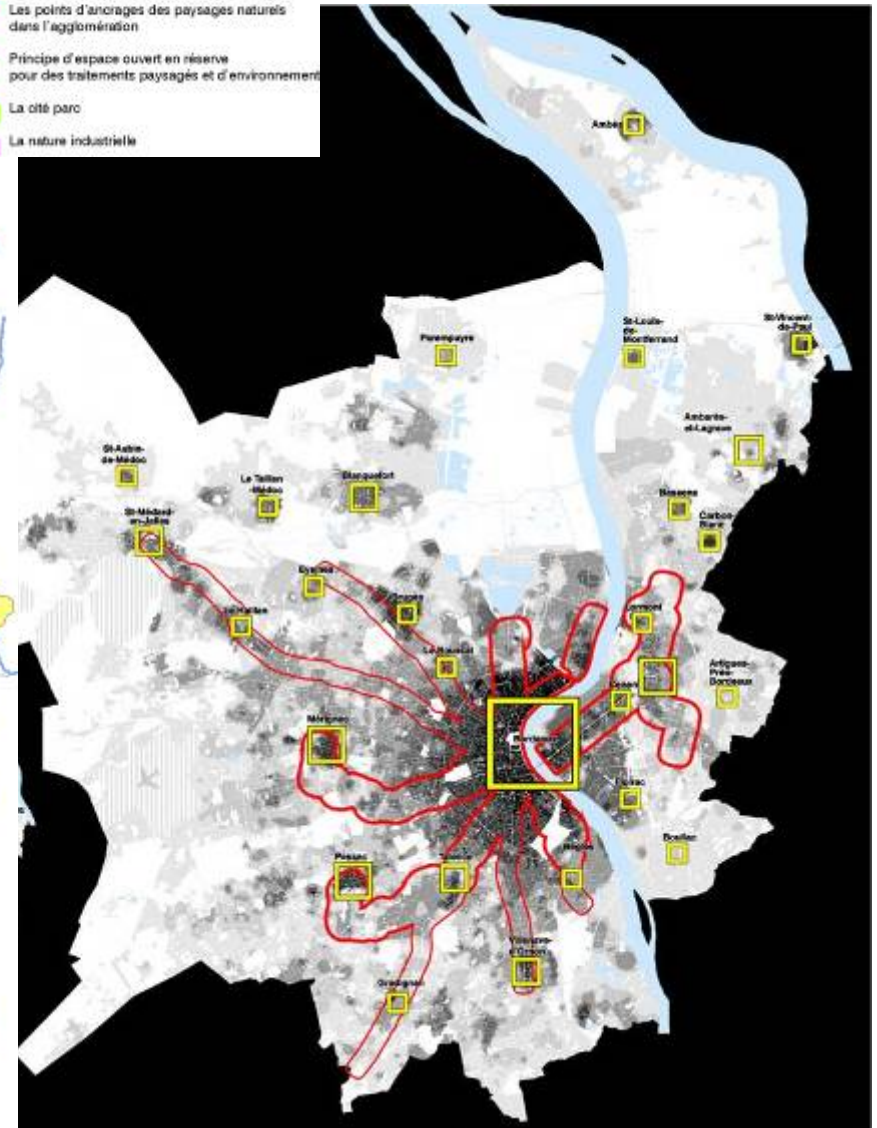 Les points d'ancrages des paysages naturels
dans l'agglomération
Principe d'espace ouvert en réserve
pour des traitements paysagés et d'environnement
La cité parc
La nature industrielle
Ambès
St-Louis-
de-
Montferrand
St-Vincent-
de-Paul
Parempuyre
Ambarès-
et-Lagrave
St-Aubin-
de-Médoc
Le Taillan
-Médoc
Blanquefort
Bassens
St-Médard-
en-Jalles
Carbon-
Blanc
Eysines
Bruges
Le Haillan
Lormont
Le Bouscat
Artigues-
Près-
Bordeaux
Cenon
Mérignac
Bordeaux
Floirac
Bouliac
Pessac
Talence
Bègles
Villenave-
d'Ornon
Gradignan